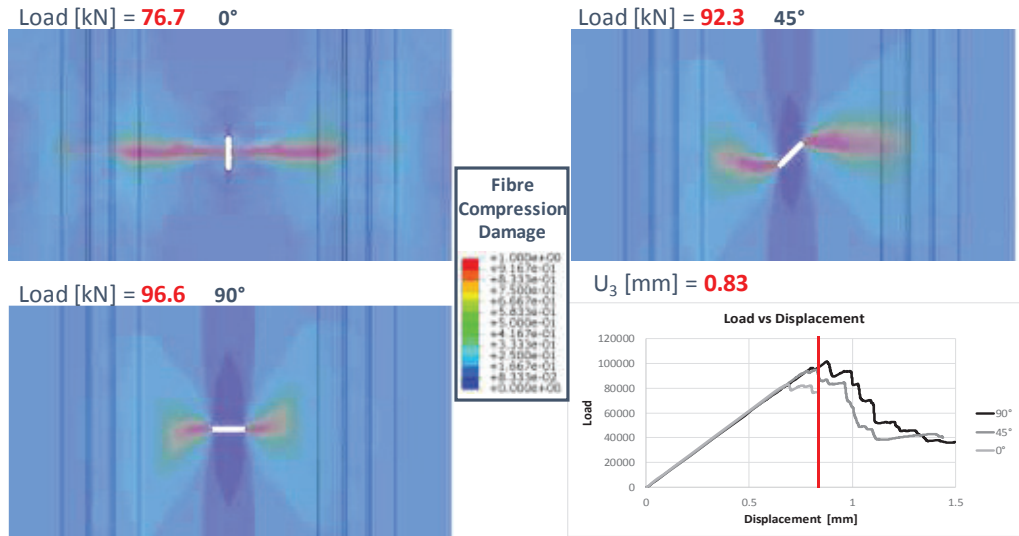 Load [kN] = 76.7 0°
Load [kN] = 92.3 45°
Fibre
Compression
Damage
+1.000e+00
+9.167e-01
+8.333e-01
+7.500e-01
+6.667e-01
+5.833e-01
+5.000e-01
+4.167e-01
+3.333e-01
+2.500e-01
+1.667e-01
+8.333e-02
+0.000e+00
Load [kN] = 96.6 90°
U₃ [mm] = 0.83
Load vs Displacement
120000
100000
80000
60000
40000
20000
0
Load
0 0.5 1 1.5
Displacement [mm]
90°
45°
0°